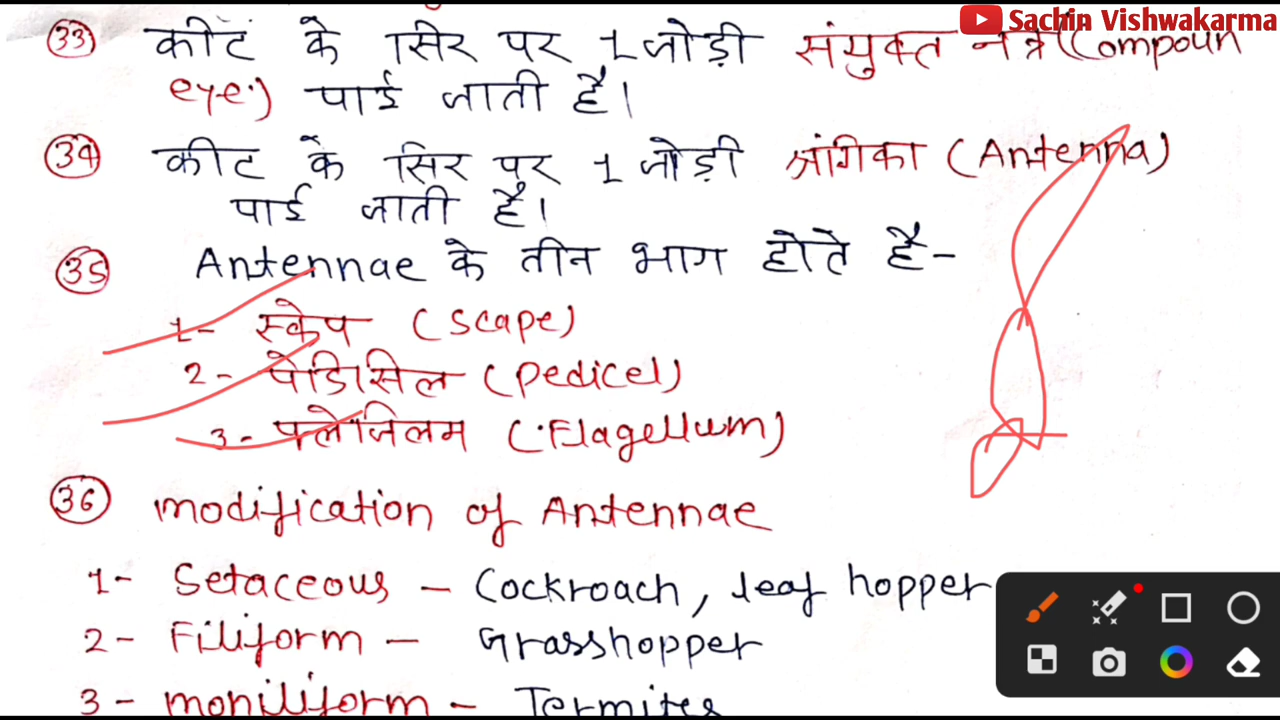 Sachin Vishwakarma
33 कीट के सिर पर 1 जोड़ी संयुक्त नेत्र (Compoun
eye) पाई जाती है।
34 कीट के सिर पर 1 जोड़ी श्रंगिका (Antenna)
पाई जाती है।
35 Antennae के तीन भाग होते है-
1- स्केप (Scape)
2- पेडिसिल (Pedicel)
3- फ्लेजिलम (Flagellum)
36 modification of Antennae
1- Setaceous - Cockroach, leaf hopper
2- Filiform - Grasshopper
3- moniliform - Termites